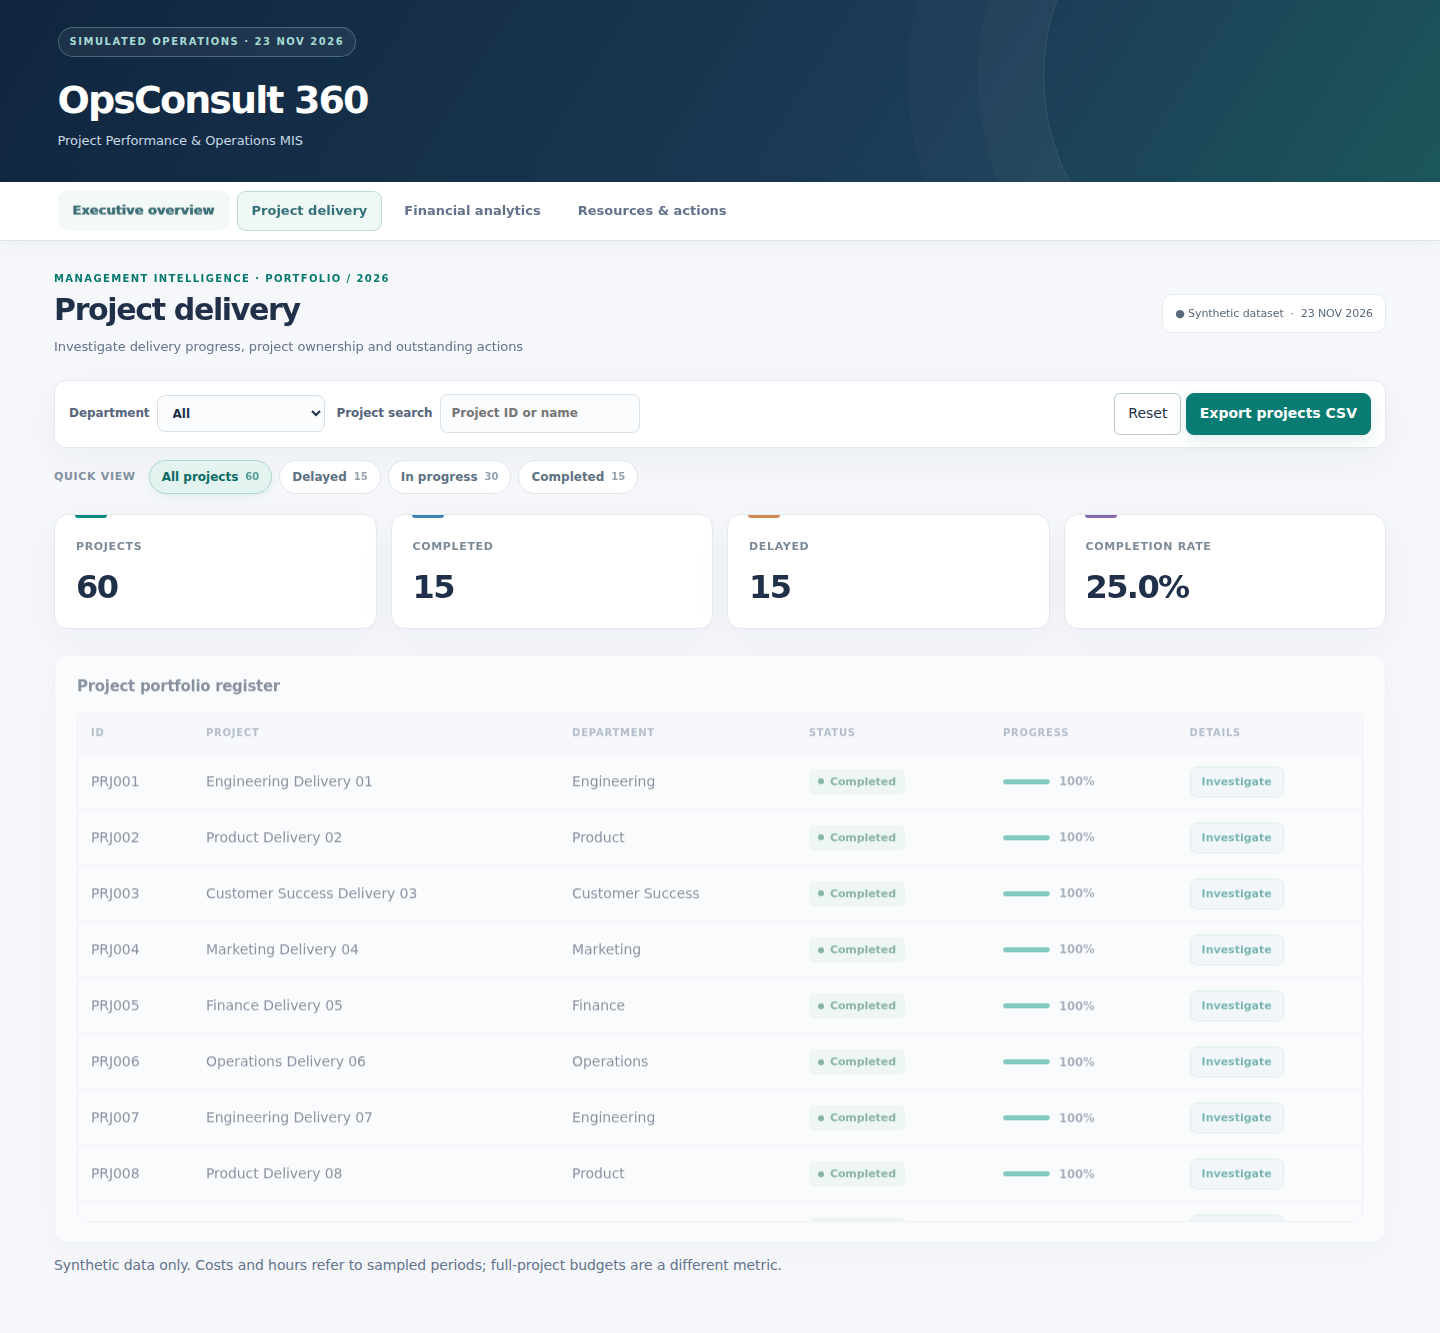 SIMULATED OPERATIONS · 23 NOV 2026
OpsConsult 360
Project Performance & Operations MIS
Executive overview Project delivery Financial analytics Resources & actions
MANAGEMENT INTELLIGENCE · PORTFOLIO / 2026
Project delivery
Synthetic dataset · 23 NOV 2026
Investigate delivery progress, project ownership and outstanding actions
Department All Project search Project ID or name Reset Export projects CSV
QUICK VIEW All projects 60 Delayed 15 In progress 30 Completed 15
PROJECTS COMPLETED DELAYED COMPLETION RATE
60 15 15 25.0%
Project portfolio register
ID PROJECT DEPARTMENT STATUS PROGRESS DETAILS
PRJ001 Engineering Delivery 01 Engineering Completed 100% Investigate
PRJ002 Product Delivery 02 Product Completed 100% Investigate
PRJ003 Customer Success Delivery 03 Customer Success Completed 100% Investigate
PRJ004 Marketing Delivery 04 Marketing Completed 100% Investigate
PRJ005 Finance Delivery 05 Finance Completed 100% Investigate
PRJ006 Operations Delivery 06 Operations Completed 100% Investigate
PRJ007 Engineering Delivery 07 Engineering Completed 100% Investigate
PRJ008 Product Delivery 08 Product Completed 100% Investigate
Synthetic data only. Costs and hours refer to sampled periods; full-project budgets are a different metric.